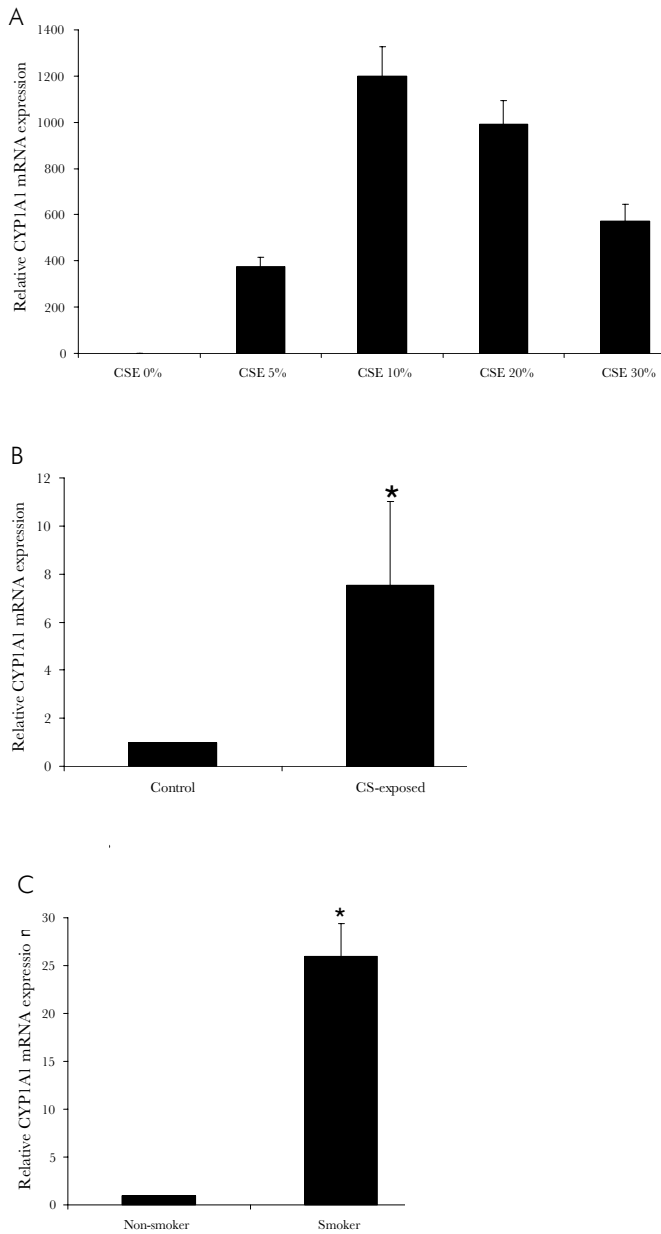 A
Relative CYP1A1 mRNA expression
1400
1200
1000
800
600
400
200
0
CSE 0%
CSE 5%
CSE 10%
CSE 20%
CSE 30%
B
Relative CYP1A1 mRNA expression
12
10
8
6
4
2
0
*
Control
CS-exposed
C
Relative CYP1A1 mRNA expressio n
30
25
20
15
10
5
0
*
Non-smoker
Smoker